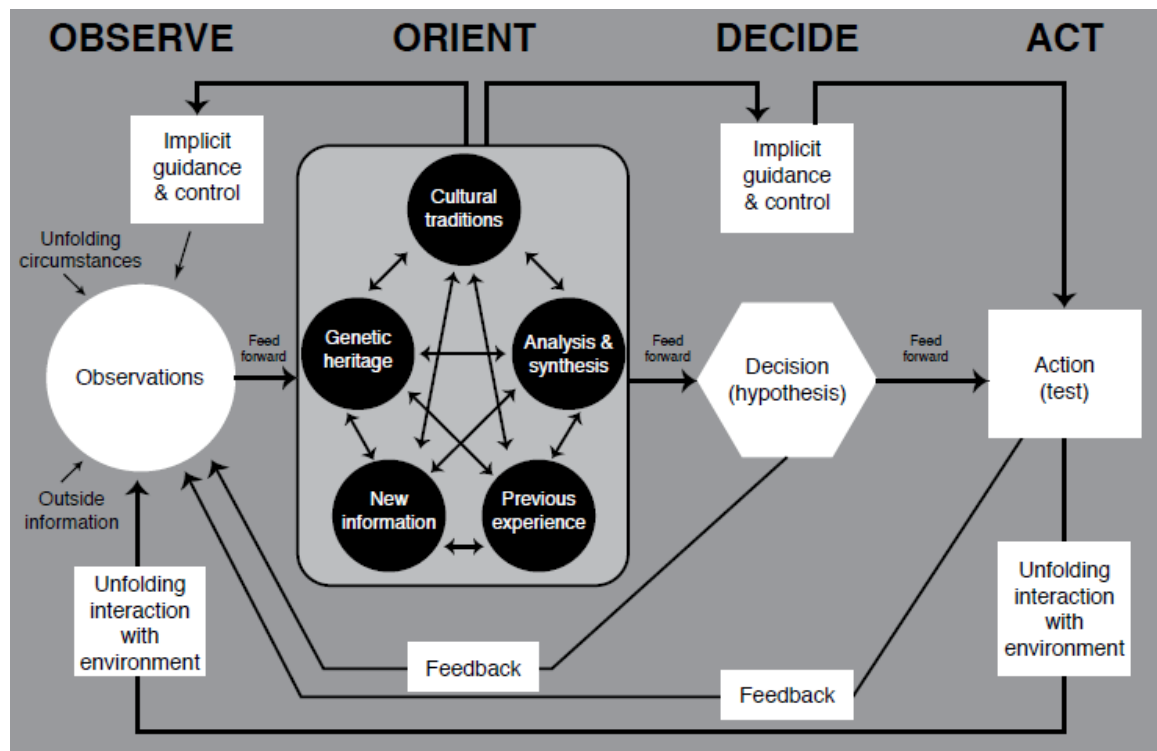 OBSERVE
ORIENT
DECIDE
ACT
Implicit
guidance
& control
Unfolding
circumstances
Observations
Outside
information
Feed
forward
Cultural
traditions
Genetic
heritage
Analysis &
synthesis
New
information
Previous
experience
Feed
forward
Implicit
guidance
& control
Decision
(hypothesis)
Feed
forward
Action
(test)
Unfolding
interaction
with
environment
Feedback
Feedback
Unfolding
interaction
with
environment